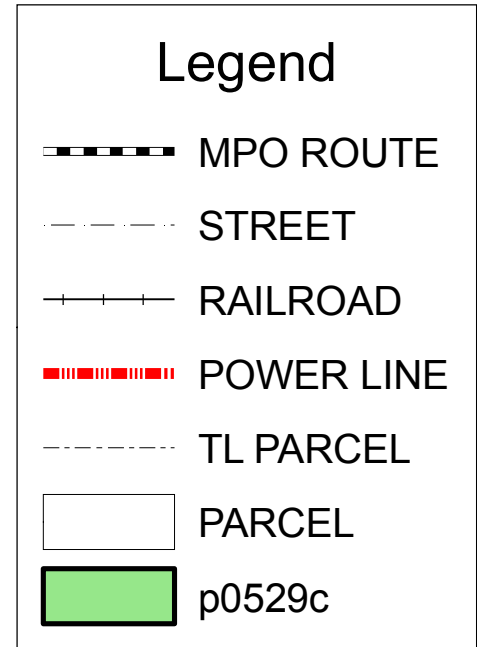 Legend
MPO ROUTE
STREET
RAILROAD
POWER LINE
TL PARCEL
PARCEL
p0529c